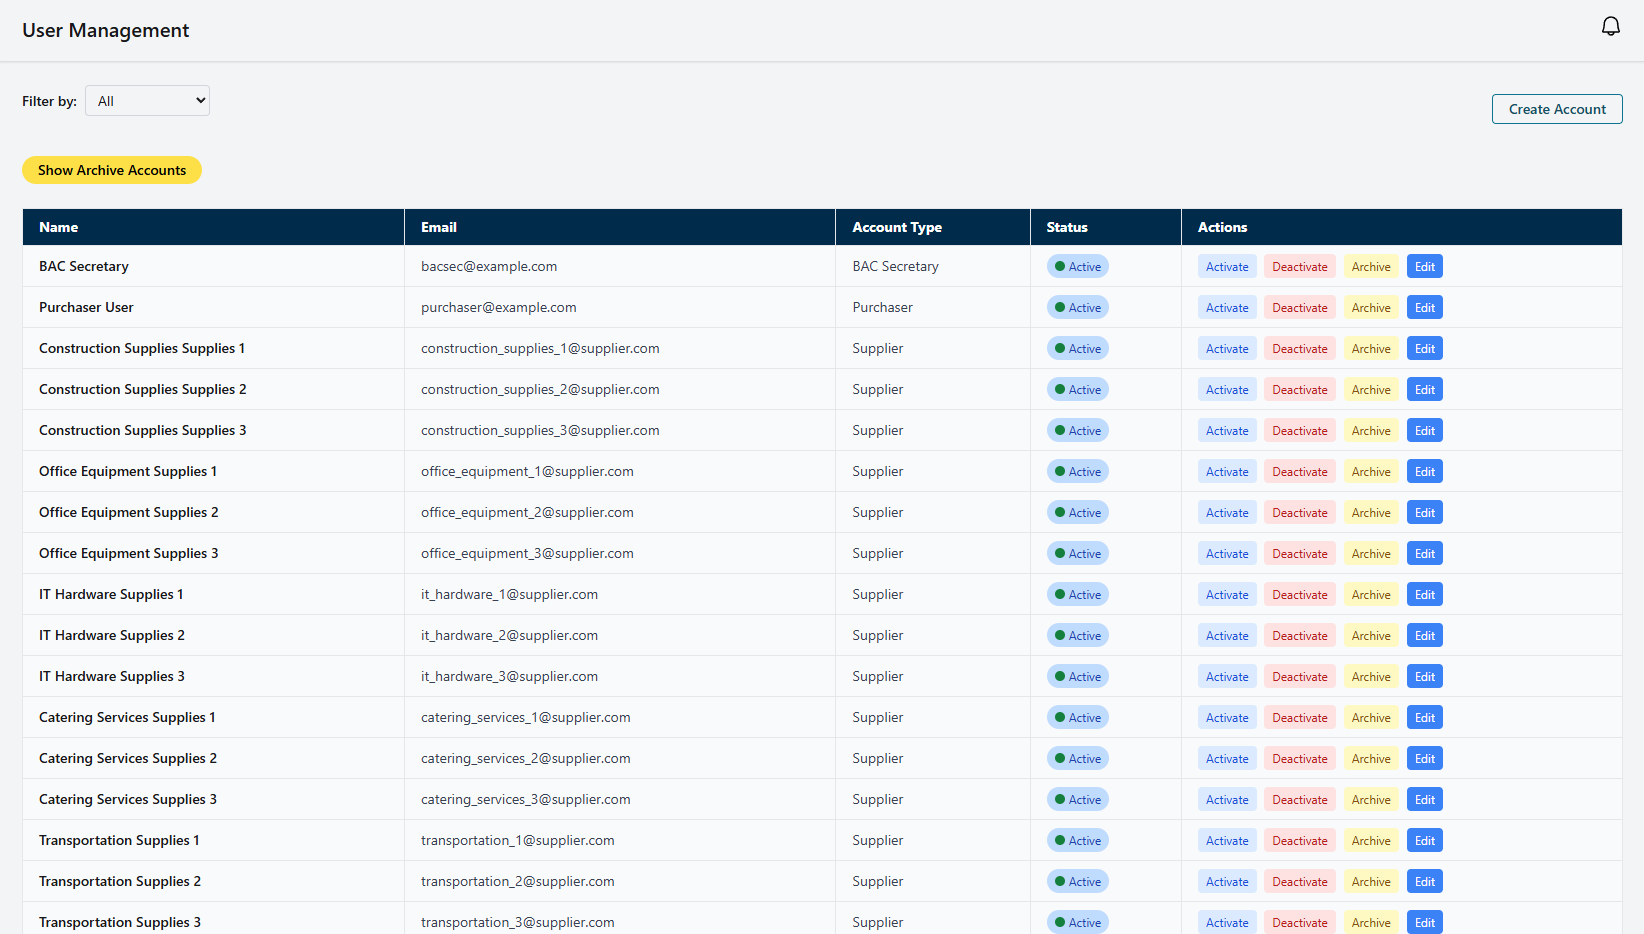 User Management
Filter by: All
Create Account
Show Archive Accounts
Name Email Account Type Status Actions
BAC Secretary bacsec@example.com BAC Secretary Active Activate Deactivate Archive Edit
Purchaser User purchaser@example.com Purchaser Active Activate Deactivate Archive Edit
Construction Supplies Supplies 1 construction_supplies_1@supplier.com Supplier Active Activate Deactivate Archive Edit
Construction Supplies Supplies 2 construction_supplies_2@supplier.com Supplier Active Activate Deactivate Archive Edit
Construction Supplies Supplies 3 construction_supplies_3@supplier.com Supplier Active Activate Deactivate Archive Edit
Office Equipment Supplies 1 office_equipment_1@supplier.com Supplier Active Activate Deactivate Archive Edit
Office Equipment Supplies 2 office_equipment_2@supplier.com Supplier Active Activate Deactivate Archive Edit
Office Equipment Supplies 3 office_equipment_3@supplier.com Supplier Active Activate Deactivate Archive Edit
IT Hardware Supplies 1 it_hardware_1@supplier.com Supplier Active Activate Deactivate Archive Edit
IT Hardware Supplies 2 it_hardware_2@supplier.com Supplier Active Activate Deactivate Archive Edit
IT Hardware Supplies 3 it_hardware_3@supplier.com Supplier Active Activate Deactivate Archive Edit
Catering Services Supplies 1 catering_services_1@supplier.com Supplier Active Activate Deactivate Archive Edit
Catering Services Supplies 2 catering_services_2@supplier.com Supplier Active Activate Deactivate Archive Edit
Catering Services Supplies 3 catering_services_3@supplier.com Supplier Active Activate Deactivate Archive Edit
Transportation Supplies 1 transportation_1@supplier.com Supplier Active Activate Deactivate Archive Edit
Transportation Supplies 2 transportation_2@supplier.com Supplier Active Activate Deactivate Archive Edit
Transportation Supplies 3 transportation_3@supplier.com Supplier Active Activate Deactivate Archive Edit